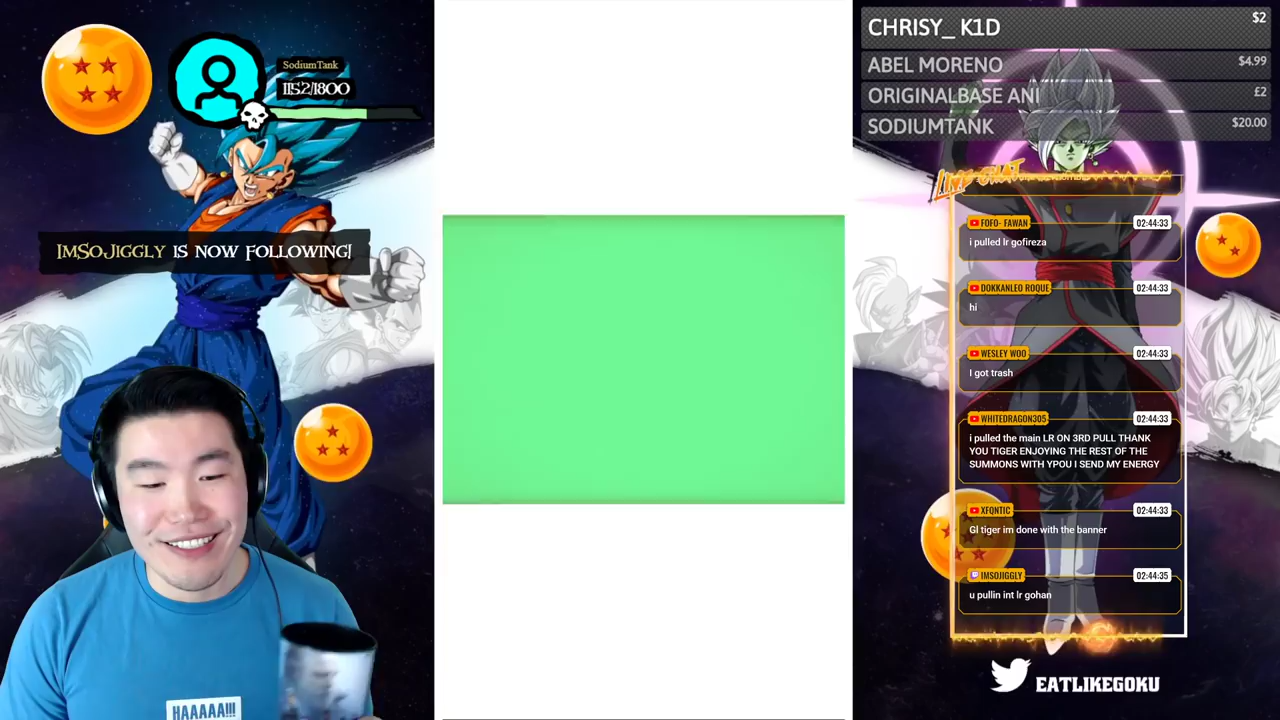 SodiumTank
1152/1800
IMSOJIGGLY IS NOW FOLLOWING!
HAAAAA!!!
CHRISY_ K1D
$2
ABEL MORENO
$4.99
ORIGINALBASE ANI
£2
SODIUMTANK
$20.00
LIVE CHAT
FOFO- FAWAN
02:44:33
i pulled lr gofireza
DOKKANLEO ROQUE
02:44:33
hi
WESLEY WOO
02:44:33
I got trash
WHITEDRAGON305
02:44:33
i pulled the main LR ON 3RD PULL THANK
YOU TIGER ENJOYING THE REST OF THE
SUMMONS WITH YPOU I SEND MY ENERGY
XFQNTIC
02:44:33
Gl tiger im done with the banner
IMSOJIGGLY
02:44:35
u pullin int lr gohan
EATLIKEGOKU